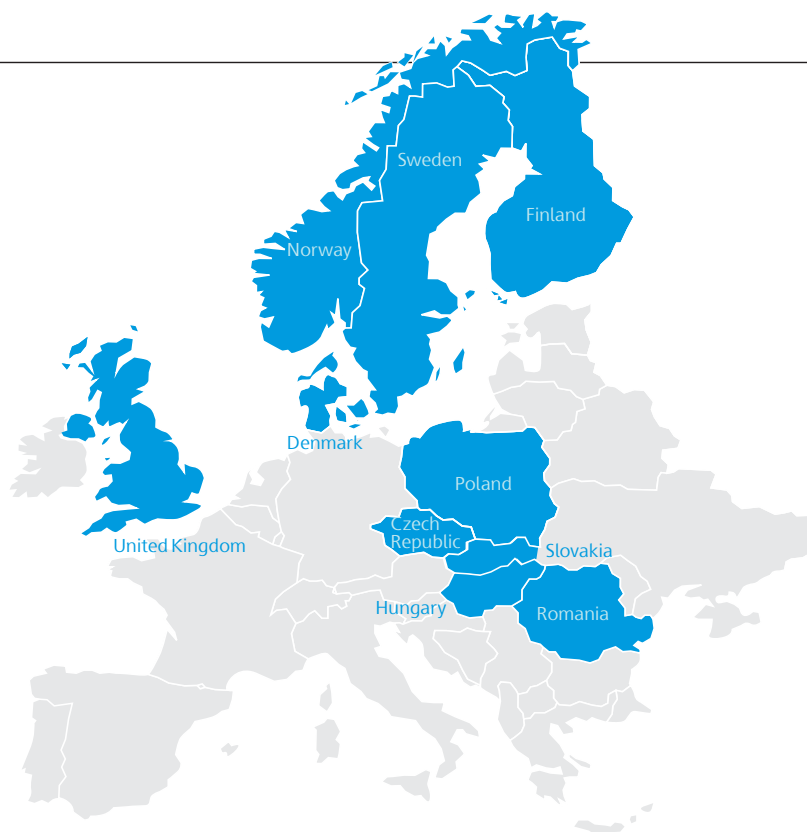 Sweden
Finland
Norway
Denmark
Poland
Czech
Republic
United Kingdom
Slovakia
Hungary
Romania